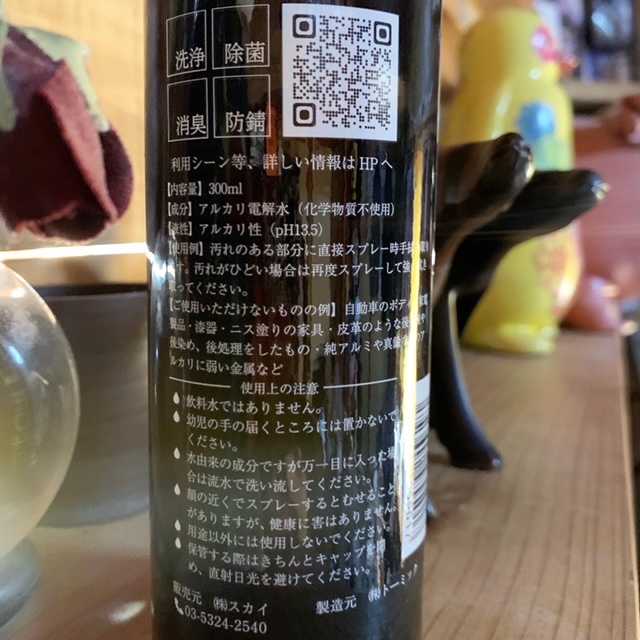 洗浄
除菌
消臭
防錆
利用シーン等、詳しい情報は HP へ
【内容量】300ml
【成分】アルカリ電解水（化学物質不使用）
【液性】アルカリ性（pH13.5）
【使用例】汚れのある部分に直接スプレー
汚れがひどい場合は再度スプレーして
取ってください。
【ご使用いただけないものの例】自動車のボディ
製品・漆器・ニス塗りの家具・皮革のような
後染め、後処理をしたもの・純アルミや真鍮
ルカリに弱い金属など
使用上の注意
飲料水ではありません。
幼児の手の届くところには置かないで
ください。
水由来の成分ですが万一目に入った場
合は流水で洗い流してください。
顔の近くでスプレーするとむせること
がありますが、健康に害はありません。
用途以外には使用しないでください。
保管する際はきちんとキャップを閉
め、直射日光を避けてください。
販売元 ㈱スカイ 製造元 ㈱トーミック
03-5324-2540